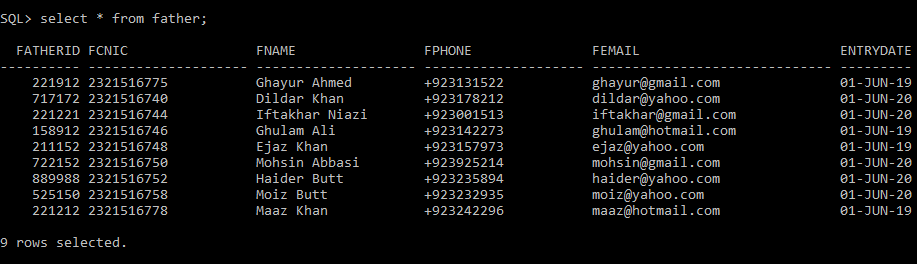 SQL> select * from father;
FATHERID FCNIC FNAME FPHONE FEMAIL ENTRYDATE
---------- -------------------- -------------------- -------------------- ------------------------------ ---------
221912 2321516775 Ghayur Ahmed +923131522 ghayur@gmail.com 01-JUN-19
717172 2321516740 Dildar Khan +923178212 dildar@yahoo.com 01-JUN-20
221221 2321516744 Iftakhar Niazi +923001513 iftakhar@gmail.com 01-JUN-20
158912 2321516746 Ghulam Ali +923142273 ghulam@hotmail.com 01-JUN-19
211152 2321516748 Ejaz Khan +923157973 ejaz@yahoo.com 01-JUN-19
722152 2321516750 Mohsin Abbasi +923925214 mohsin@gmail.com 01-JUN-20
889988 2321516752 Haider Butt +923235894 haider@yahoo.com 01-JUN-20
525150 2321516758 Moiz Butt +923232935 moiz@yahoo.com 01-JUN-20
221212 2321516778 Maaz Khan +923242296 maaz@hotmail.com 01-JUN-19
9 rows selected.